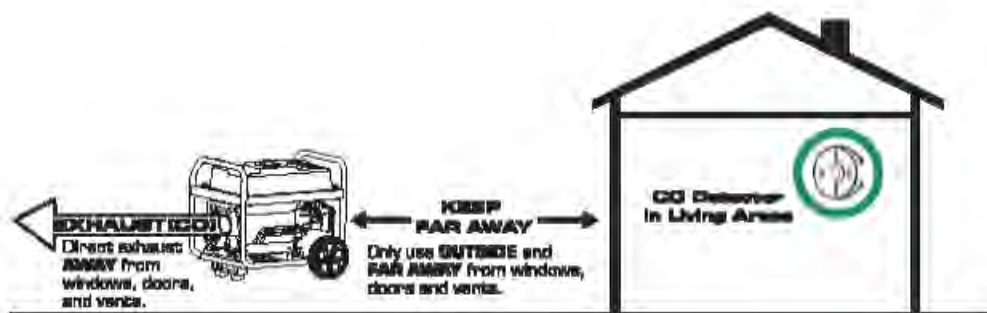 EXHAUST (CO)
Direct exhaust
AWAY from
windows, doors,
and vents.
KEEP
FAR AWAY
Only use OUTSIDE and
FAR AWAY from windows,
doors and vents.
CO Detector
in Living Areas